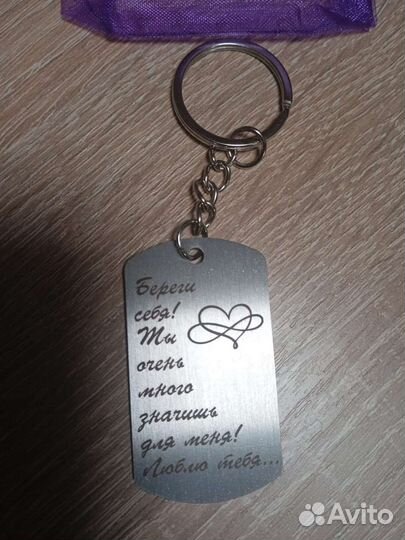 Береги
себя!
Ты
очень
много
значишь
для меня!
Люблю тебя...
Avito